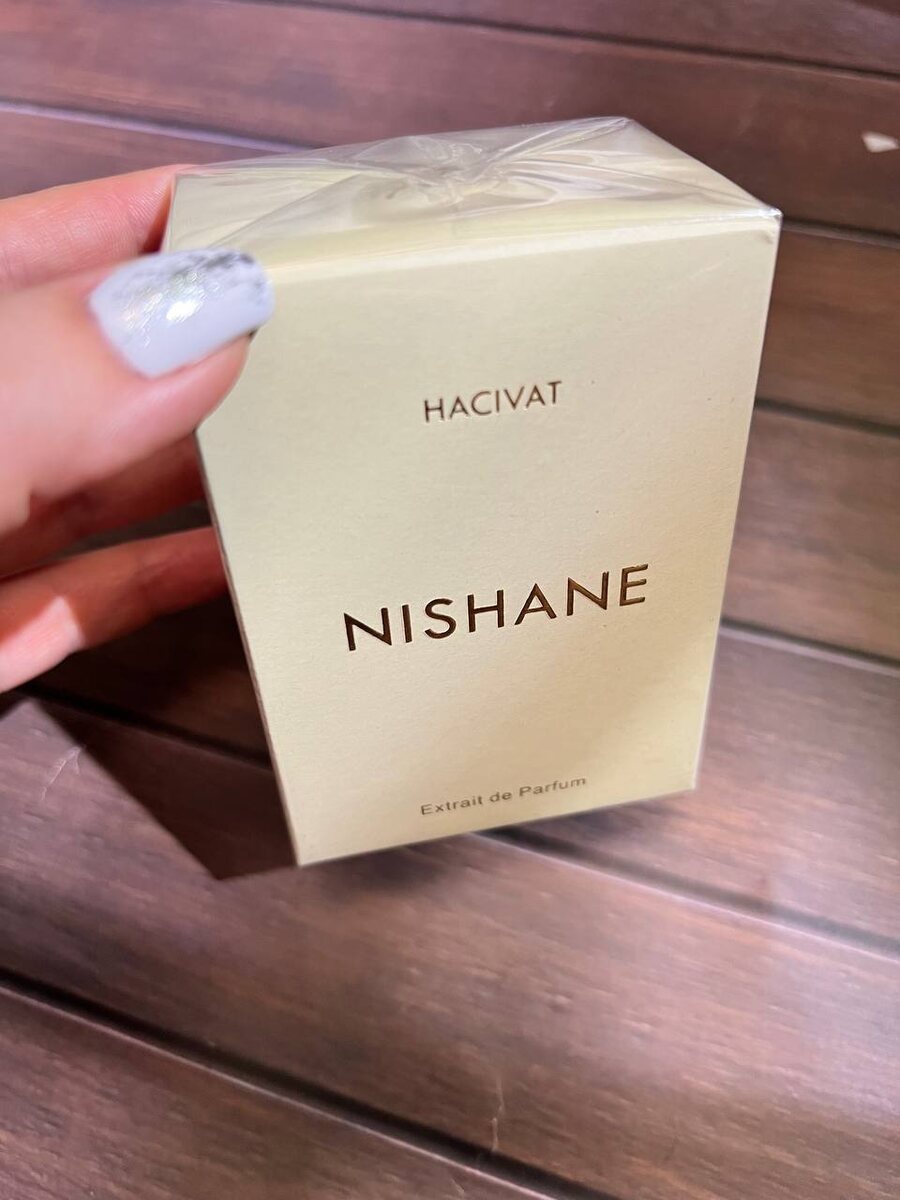 HACIVAT
NISHANE
Extrait de Parfum